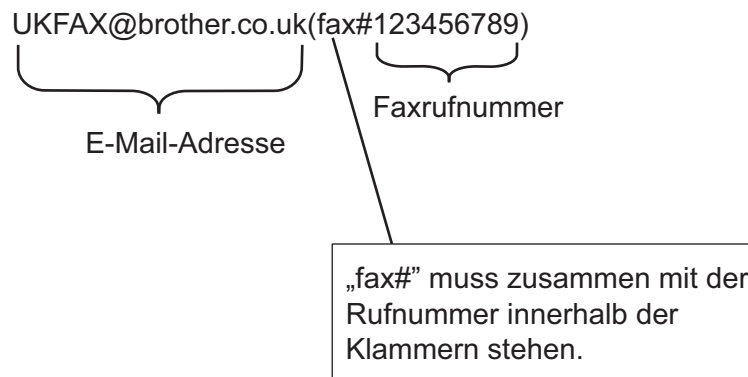 UKFAX@brother.co.uk(fax#123456789)
Faxrufnummer
E-Mail-Adresse
„fax#” muss zusammen mit der
Rufnummer innerhalb der
Klammern stehen.